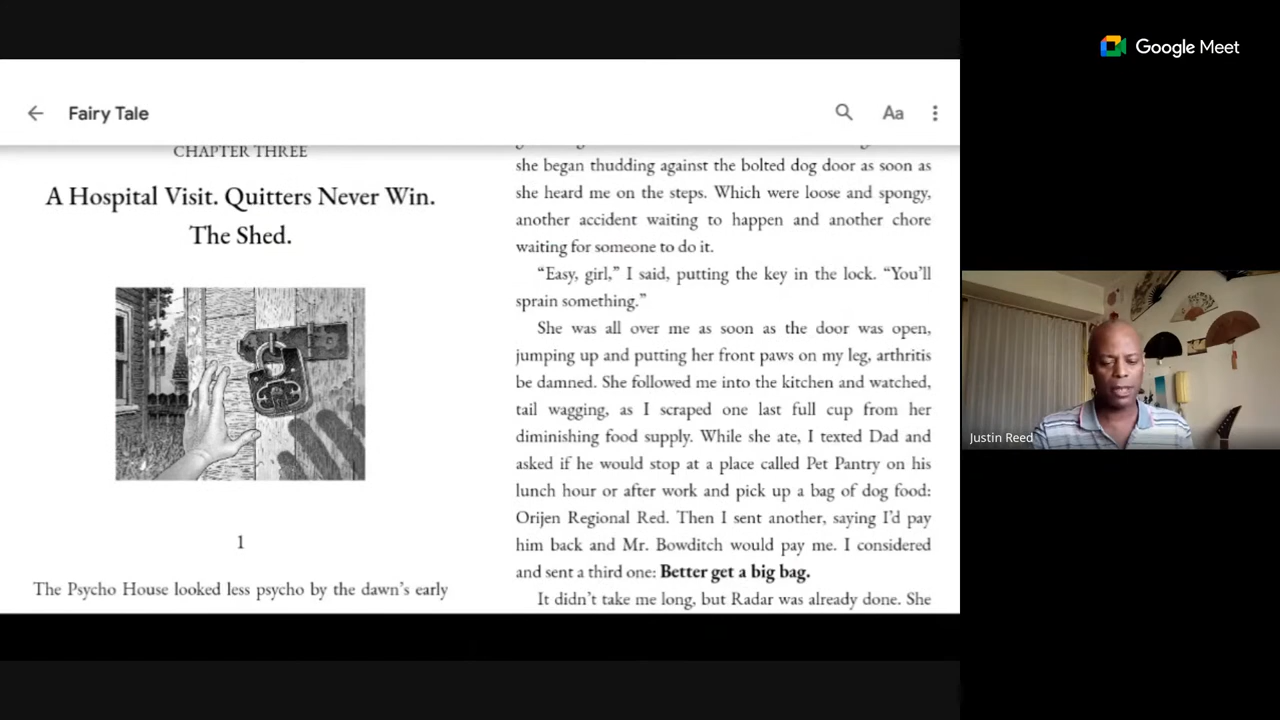 Google Meet
Fairy Tale
Aa
CHAPTER THREE
A Hospital Visit. Quitters Never Win.
The Shed.
1
The Psycho House looked less psycho by the dawn’s early
she began thudding against the bolted dog door as soon as
she heard me on the steps. Which were loose and spongy,
another accident waiting to happen and another chore
waiting for someone to do it.
“Easy, girl,” I said, putting the key in the lock. “You’ll
sprain something.”
She was all over me as soon as the door was open,
jumping up and putting her front paws on my leg, arthritis
be damned. She followed me into the kitchen and watched,
tail wagging, as I scraped one last full cup from her
diminishing food supply. While she ate, I texted Dad and
asked if he would stop at a place called Pet Pantry on his
lunch hour or after work and pick up a bag of dog food:
Orijen Regional Red. Then I sent another, saying I’d pay
him back and Mr. Bowditch would pay me. I considered
and sent a third one: Better get a big bag.
It didn’t take me long, but Radar was already done. She
Justin Reed